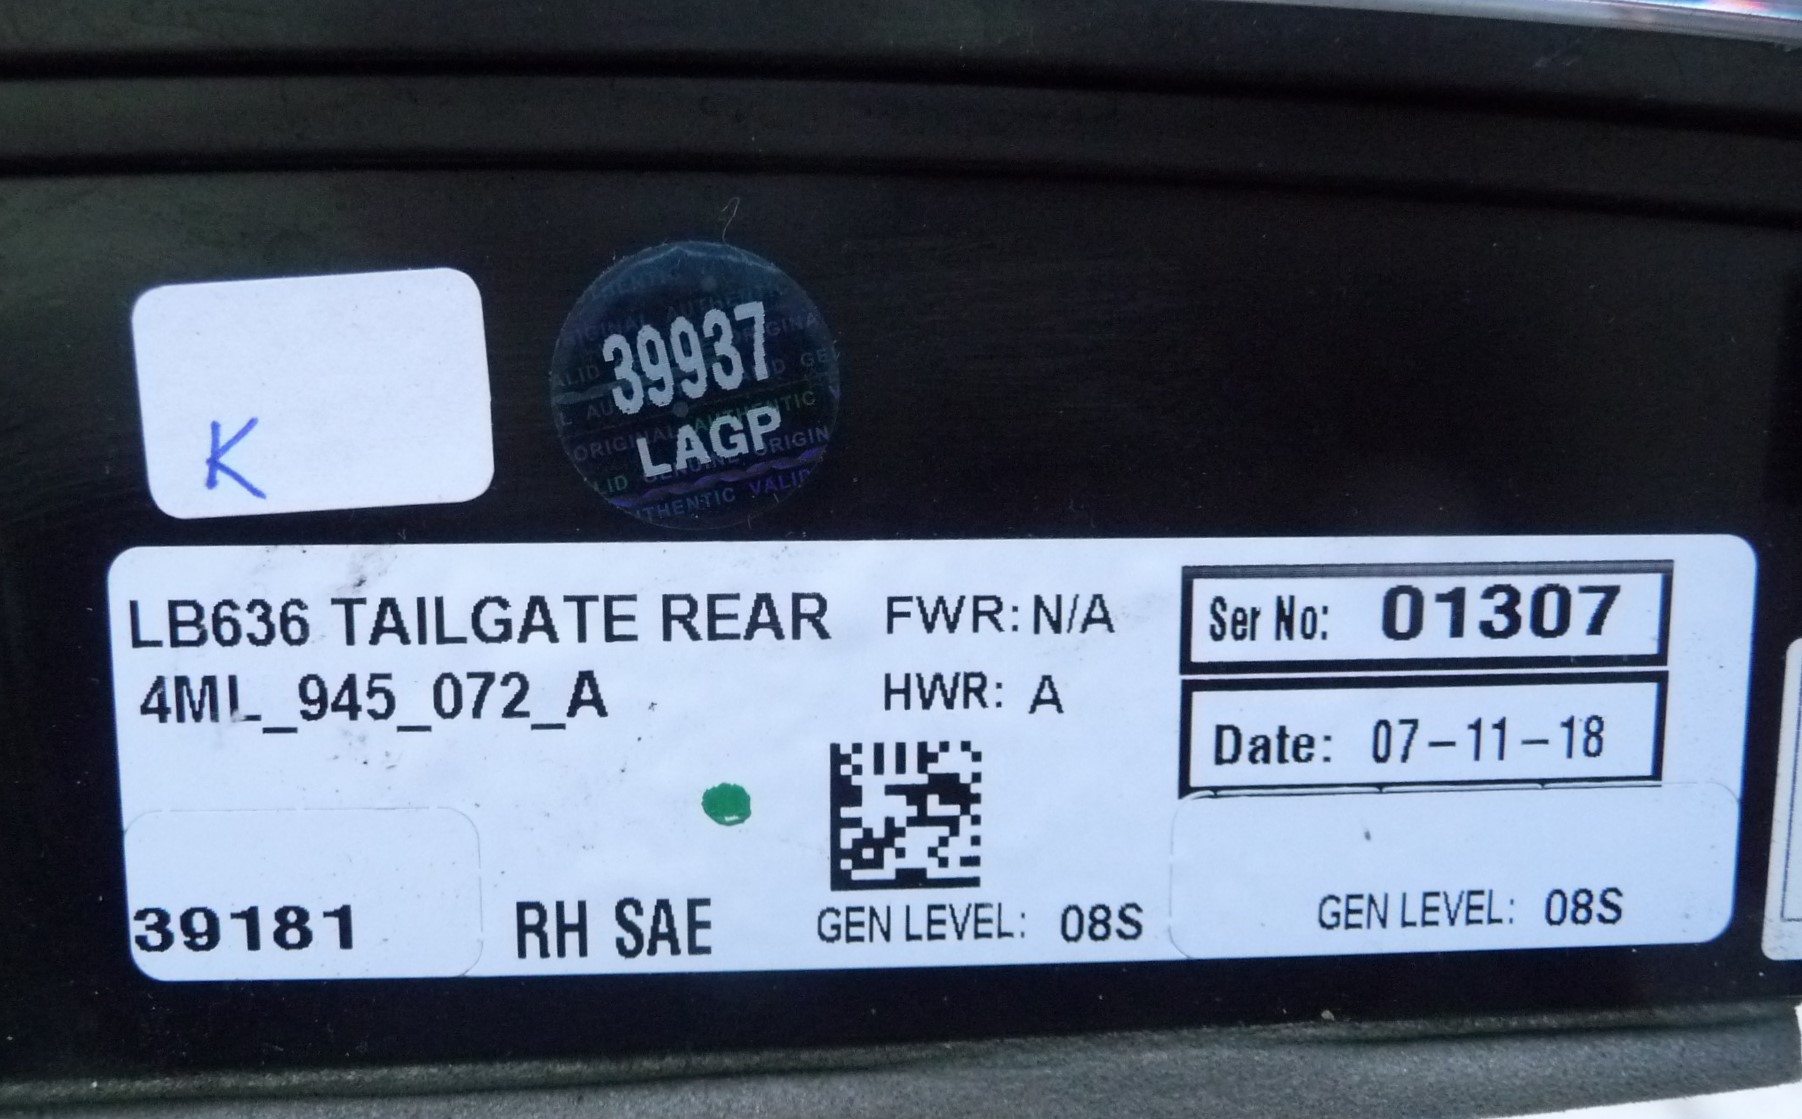 K
39937
LAGP
LB636 TAILGATE REAR
4ML_945_072_A
FWR: N/A
HWR: A
Ser No: 01307
Date: 07-11-18
39181
RH SAE
GEN LEVEL: 08S
GEN LEVEL: 08S